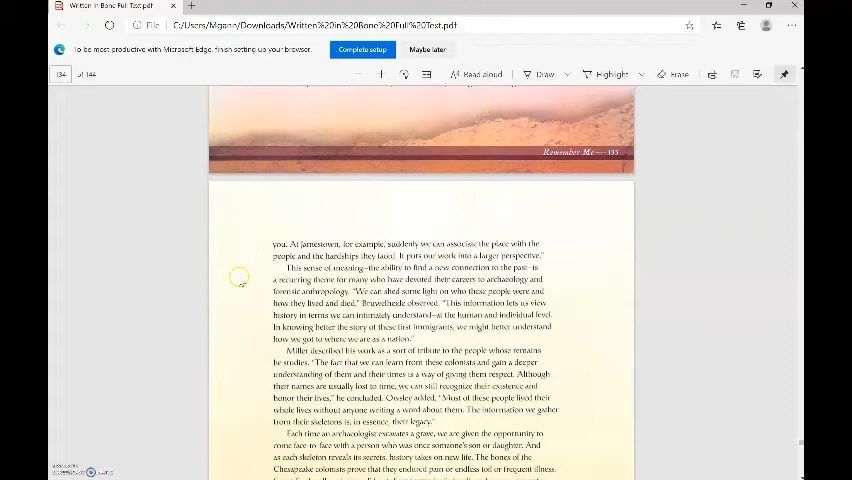 Written in Bone Full Text.pdf
File
C:/Users/Mgann/Downloads/Written%20in%20Bone%20Full%20Text.pdf
To be most productive with Microsoft Edge, finish setting up your browser.
Complete setup
Maybe later
134 of 144
Read aloud
Draw
Highlight
Erase
Remember Me — 133
you. At Jamestown, for example, suddenly we can associate the place with the
people and the hardships they faced. It puts our work into a larger perspective."
This sense of meaning—the ability to find a new connection to the past—is
a recurring theme for many who have devoted their careers to archaeology and
forensic anthropology. "We can shed some light on who these people were and
how they lived and died," Bruwelheide observed. "This information lets us view
history in terms we can intimately understand—at the human and individual level.
In knowing better the story of these first immigrants, we might better understand
how we got to where we are as a nation."
Miller described his work as a sort of tribute to the people whose remains
he studies. "The fact that we can learn from these colonists and gain a deeper
understanding of them and their times is a way of giving them respect. Although
their names are usually lost to time, we can still recognize their existence and
honor their lives," he concluded. Owsley added, "Most of these people lived their
whole lives without anyone writing a word about them. The information we gather
from their skeletons is, in essence, their legacy."
Each time an archaeologist excavates a grave, we are given the opportunity to
come face-to-face with a person who was once someone's son or daughter. And
as each skeleton reveals its secrets, history takes on new life. The bones of the
Chesapeake colonists prove that they endured pain or endless toil or frequent illness.